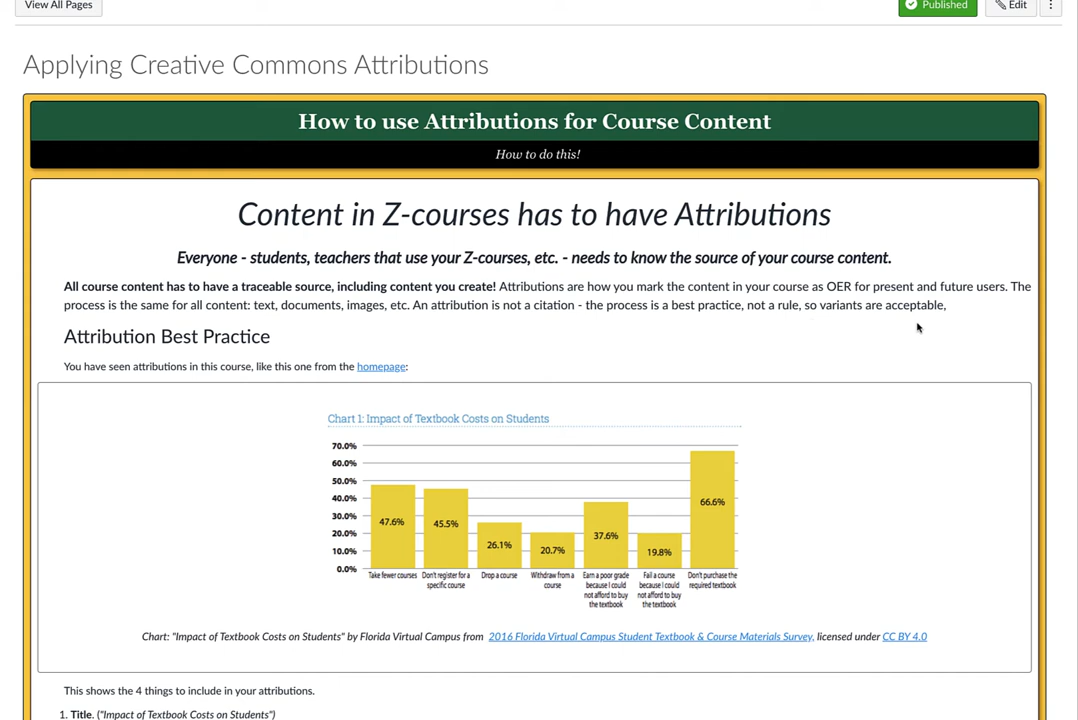 View All Pages
Published
Edit
Applying Creative Commons Attributions
How to use Attributions for Course Content
How to do this!
Content in Z-courses has to have Attributions
Everyone - students, teachers that use your Z-courses, etc. - needs to know the source of your course content.
All course content has to have a traceable source, including content you create! Attributions are how you mark the content in your course as OER for present and future users. The
process is the same for all content: text, documents, images, etc. An attribution is not a citation - the process is a best practice, not a rule, so variants are acceptable,
Attribution Best Practice
You have seen attributions in this course, like this one from the homepage:
Chart 1: Impact of Textbook Costs on Students
70.0%
60.0%
50.0%
40.0%
30.0%
20.0%
10.0%
0.0%
47.6%
45.5%
26.1%
20.7%
37.6%
19.8%
66.6%
Take fewer courses
Don't register for a
specific course
Drop a course
Withdraw from a
course
Earn a poor grade
because I could
not afford to buy
the textbook
Fail a course
because I could
not afford to buy
the textbook
Don't purchase the
required textbook
Chart: "Impact of Textbook Costs on Students" by Florida Virtual Campus from 2016 Florida Virtual Campus Student Textbook & Course Materials Survey, licensed under CC BY 4.0
This shows the 4 things to include in your attributions.
1. Title. ("Impact of Textbook Costs on Students")